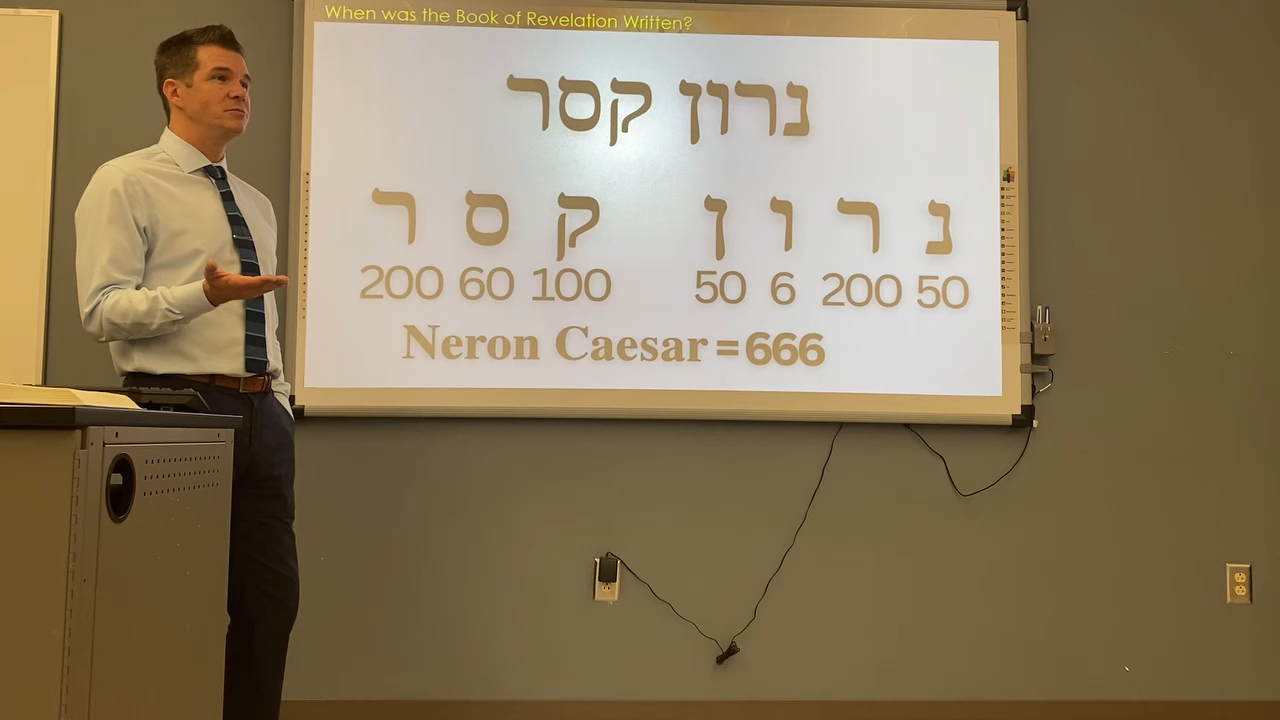 When was the Book of Revelation Written?
נרון קסר
נ ר ו ן ק ס ר
200 60 100 50 6 200 50
Neron Caesar = 666